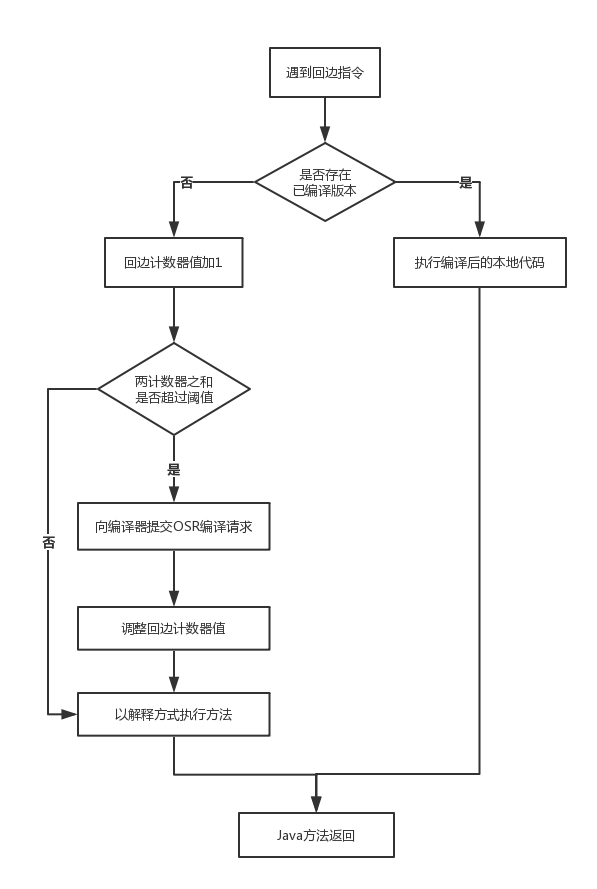 遇到回边指令
是否存在
已编译版本
否
是
回边计数器值加1
执行编译后的本地代码
两计数器之和
是否超过阈值
是
向编译器提交OSR编译请求
否
调整回边计数器值
以解释方式执行方法
Java方法返回